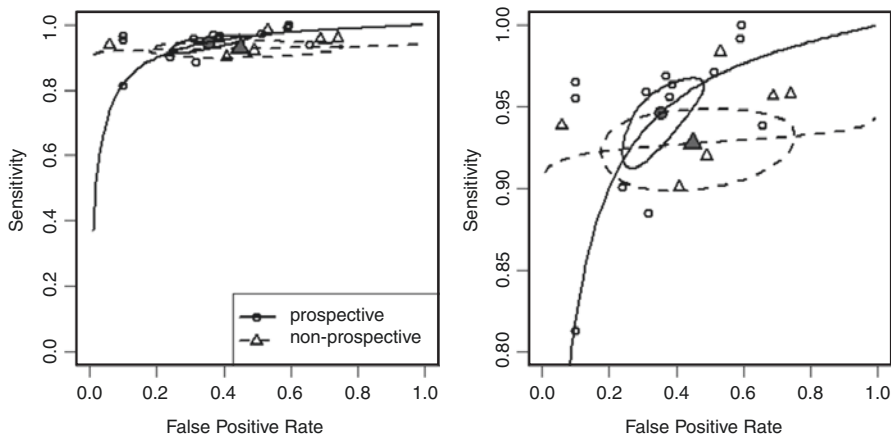 1.0
0.8
0.6
0.4
0.2
0.0
Sensitivity
prospective
non-prospective
0.0 0.2 0.4 0.6 0.8 1.0
False Positive Rate
1.00
0.95
0.90
0.85
0.80
Sensitivity
0.0 0.2 0.4 0.6 0.8 1.0
False Positive Rate